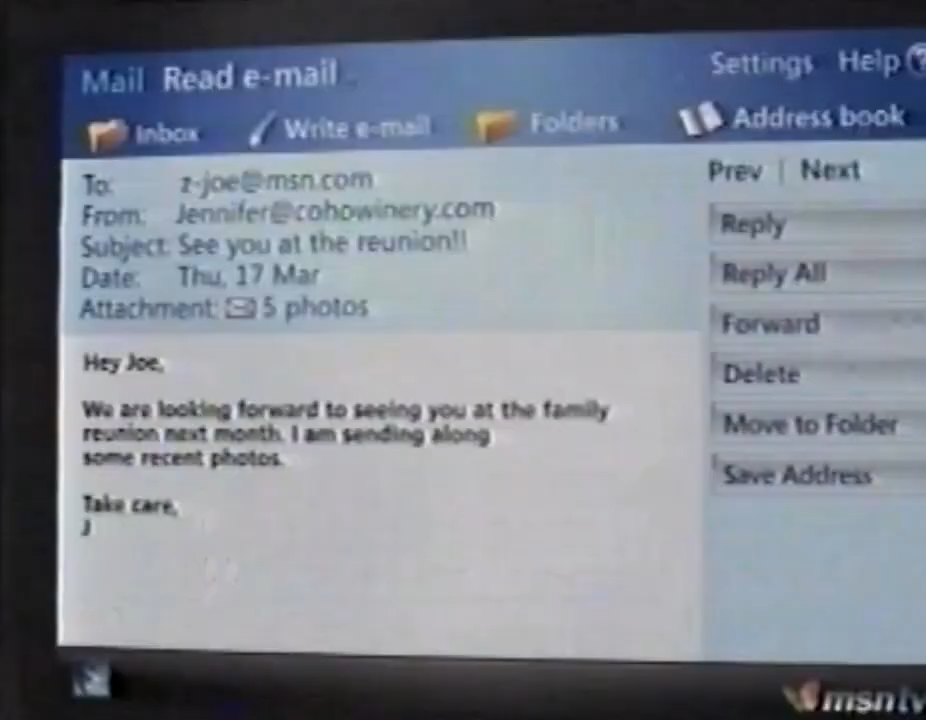 Mail Read e-mail Settings Help ?
Inbox Write e-mail Folders Address book
To: z-joe@msn.com
From: Jennifer@cohowinery.com
Subject: See you at the reunion!!
Date: Thu, 17 Mar
Attachment: 5 photos
Prev | Next
Reply
Reply All
Forward
Delete
Move to Folder
Save Address
Hey Joe,
We are looking forward to seeing you at the family
reunion next month. I am sending along
some recent photos.
Take care,
J
msn tv